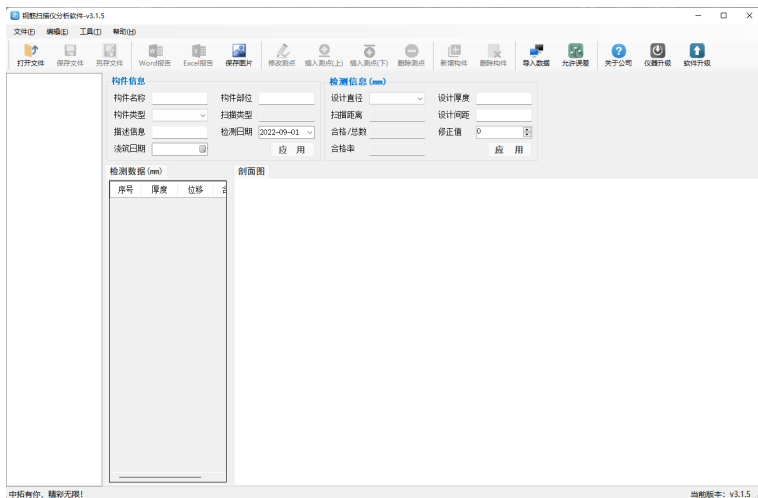 钢筋扫描仪分析软件-v3.1.5
文件(F) 编辑(E) 工具(T) 帮助(H)
打开文件 保存文件 另存文件 Word报告 Excel报告 保存图片 修改测点 插入测点(上) 插入测点(下) 删除测点 新增构件 删除构件 导入数据 允许误差 关于公司 仪器升级 软件升级
构件信息 检测信息(mm)
构件名称 构件部位 设计直径 设计厚度
构件类型 扫描类型 扫描距离 设计间距
描述信息 检测日期 2022-09-01 合格/总数 修正值 0
浇筑日期 应 用 合格率 应 用
检测数据(mm) 剖面图
序号 厚度 位移
中拓有你，精彩无限！ 当前版本：v3.1.5